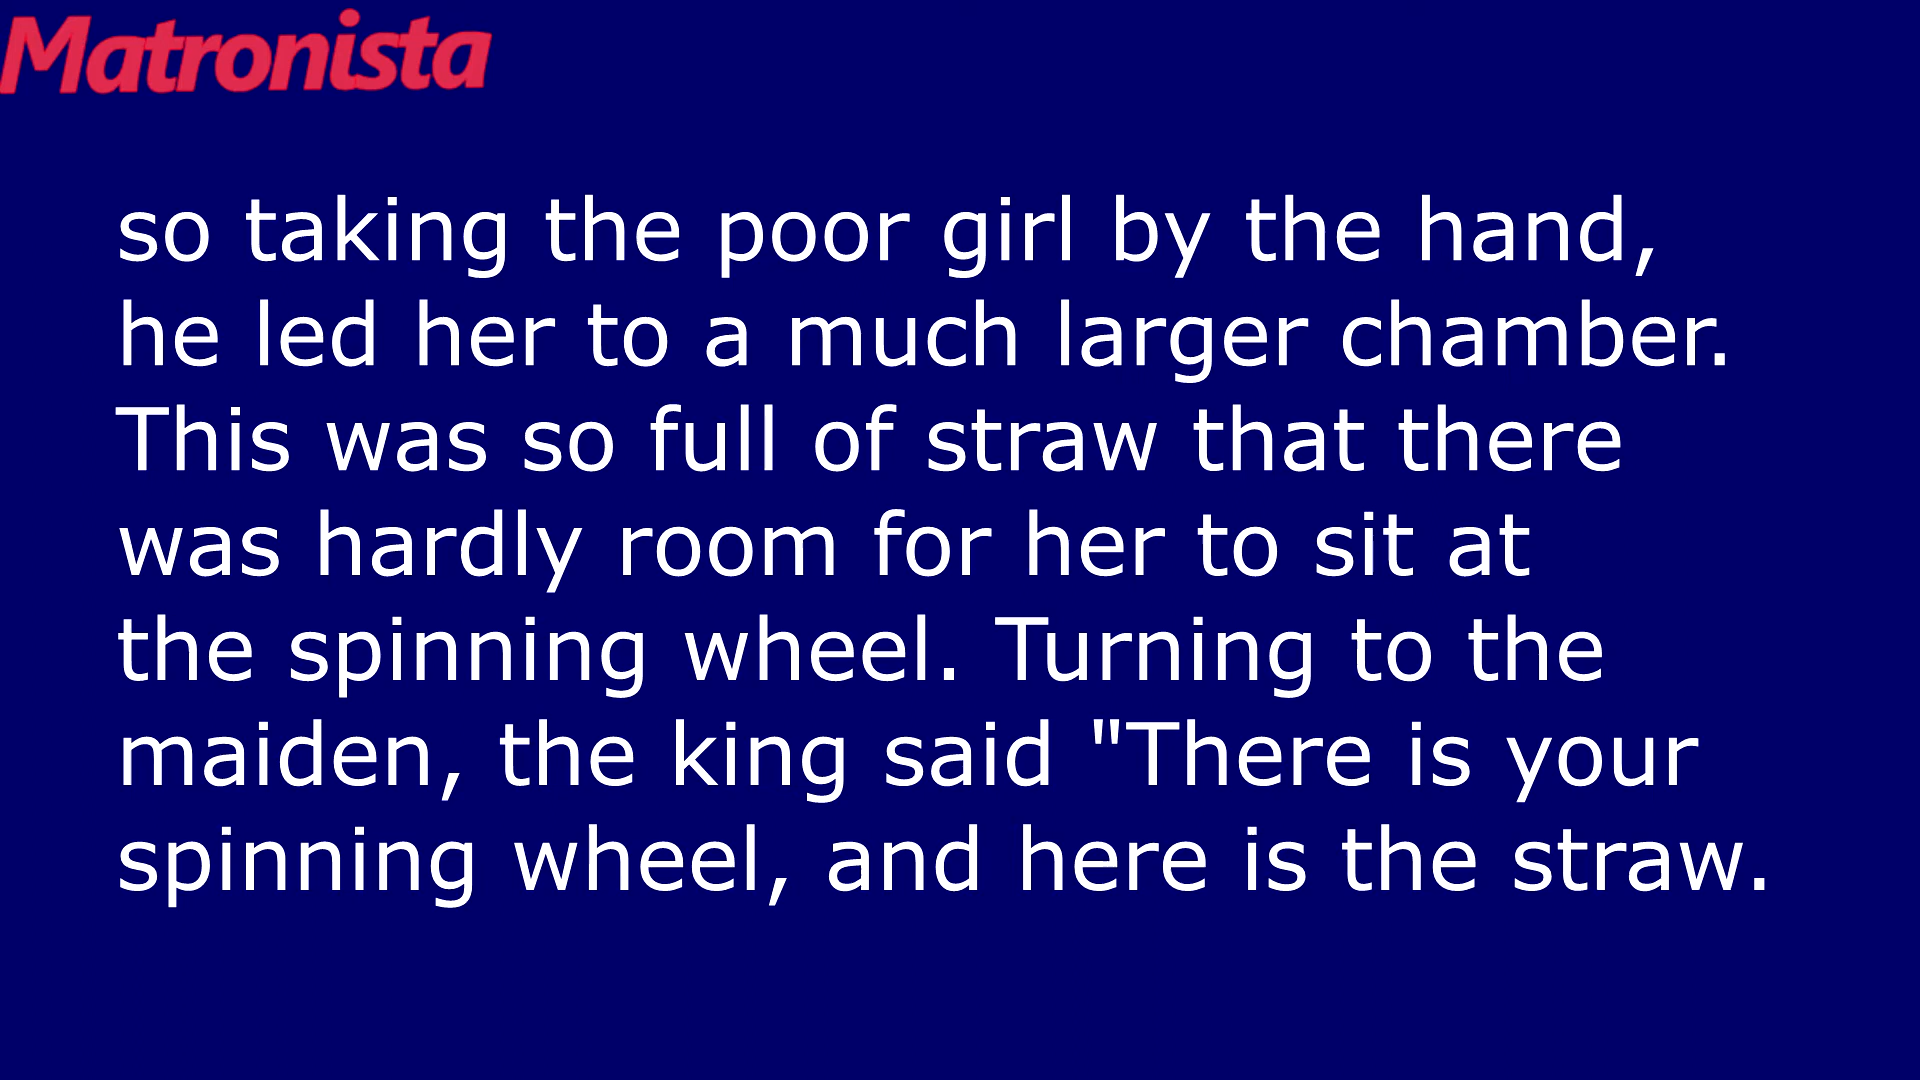 Matronista
so taking the poor girl by the hand,
he led her to a much larger chamber.
This was so full of straw that there
was hardly room for her to sit at
the spinning wheel. Turning to the
maiden, the king said "There is your
spinning wheel, and here is the straw.